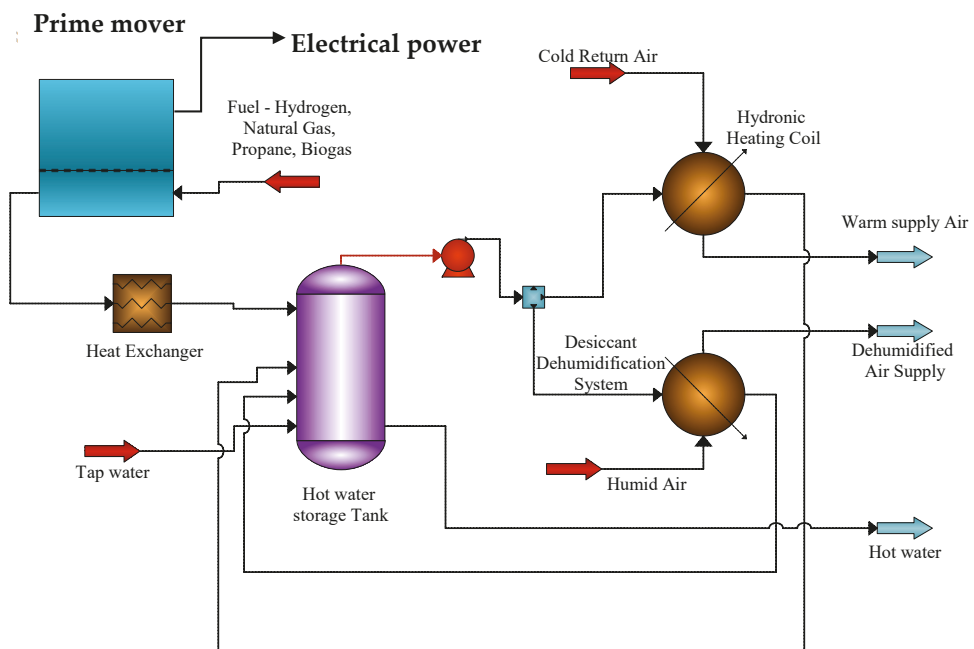 Prime mover
Electrical power
Fuel - Hydrogen,
Natural Gas,
Propane, Biogas
Cold Return Air
Hydronic
Heating Coil
Warm supply Air
Heat Exchanger
Desiccant
Dehumidification
System
Dehumidified
Air Supply
Tap water
Hot water
storage Tank
Humid Air
Hot water